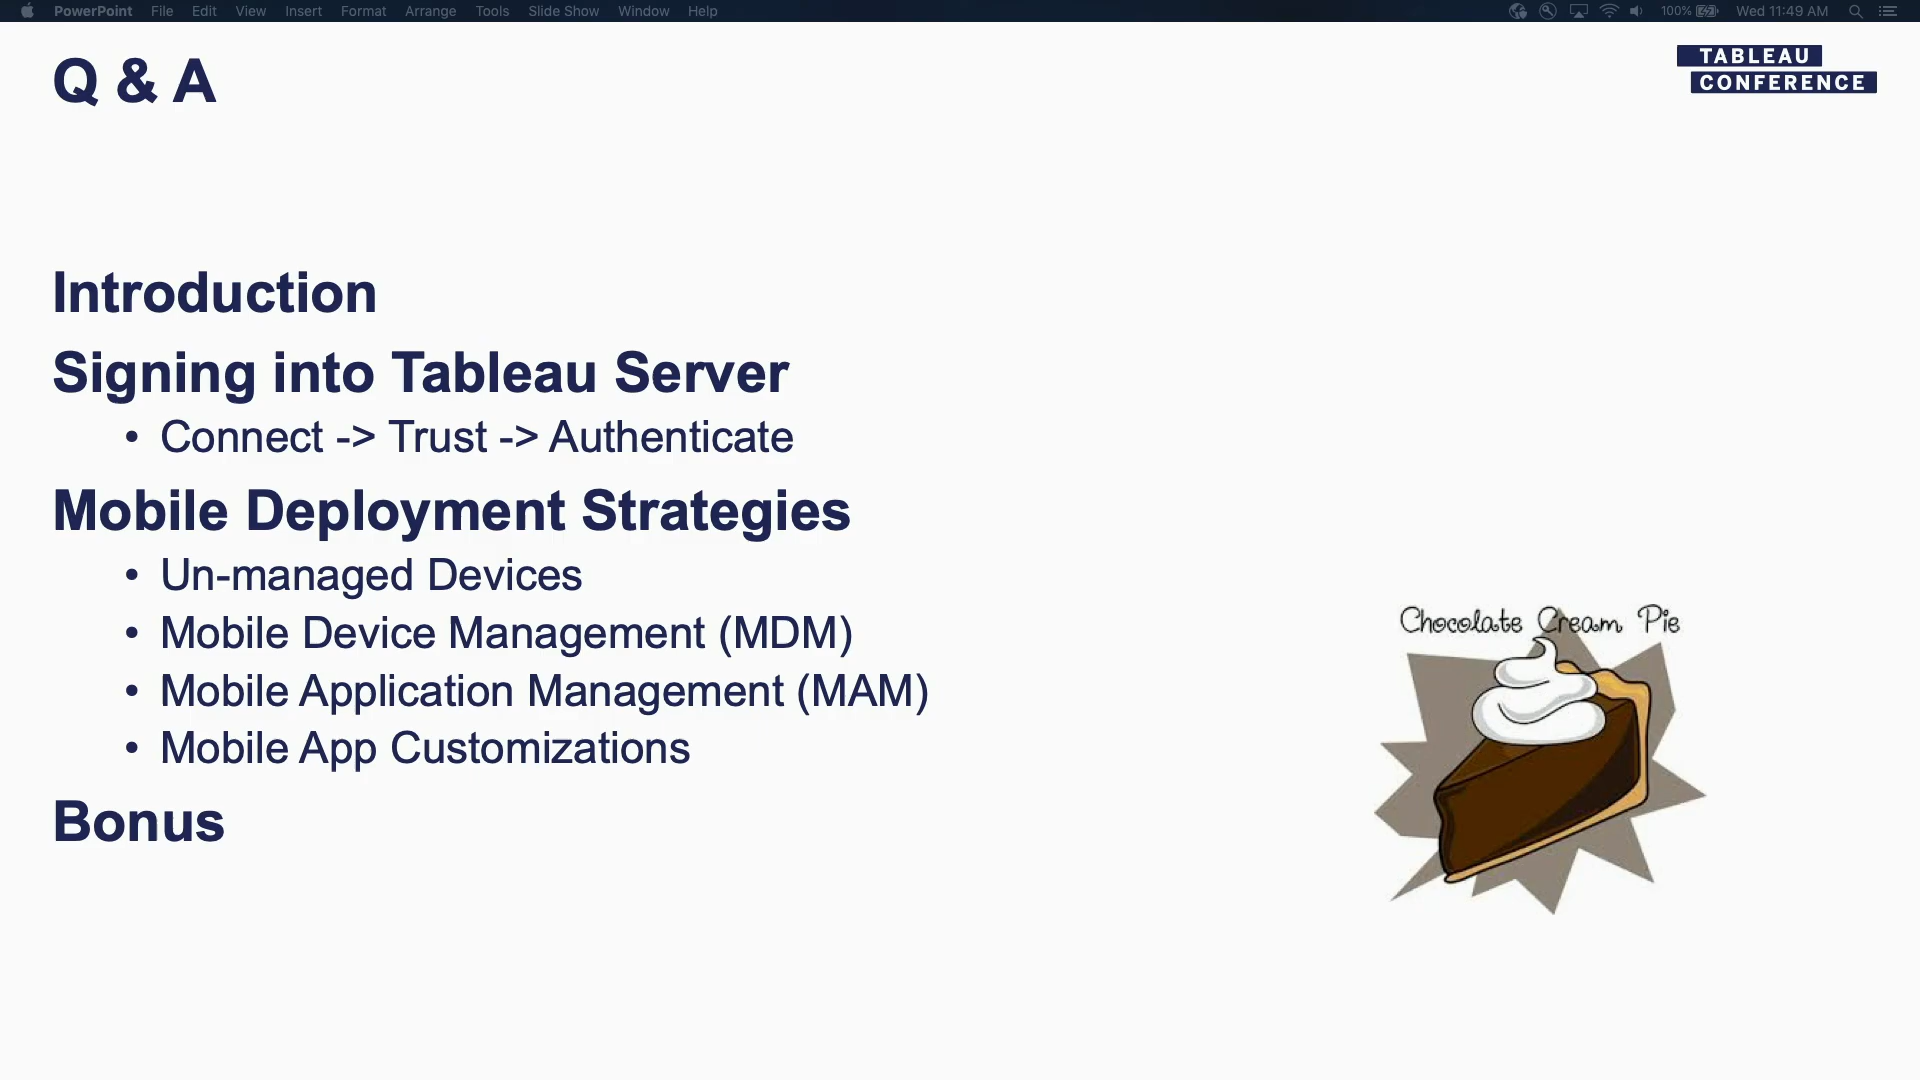 PowerPoint File Edit View Insert Format Arrange Tools Slide Show Window Help 100% Wed 11:49 AM
Q & A
TABLEAU
CONFERENCE
Introduction
Signing into Tableau Server
• Connect -> Trust -> Authenticate
Mobile Deployment Strategies
• Un-managed Devices
• Mobile Device Management (MDM)
• Mobile Application Management (MAM)
• Mobile App Customizations
Bonus
Chocolate Cream Pie